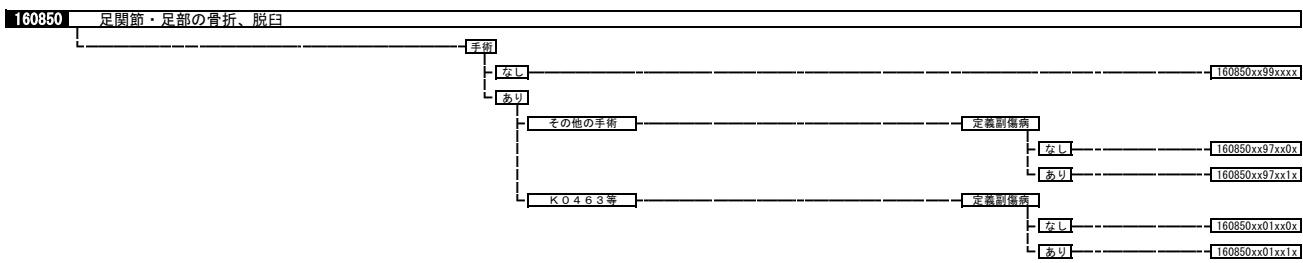 160850 足関節・足部の骨折、脱臼
手術
なし 160850xx99xxxx
あり
その他の手術 定義副傷病
なし 160850xx97xx0x
あり 160850xx97xx1x
K0463等 定義副傷病
なし 160850xx01xx0x
あり 160850xx01xx1x